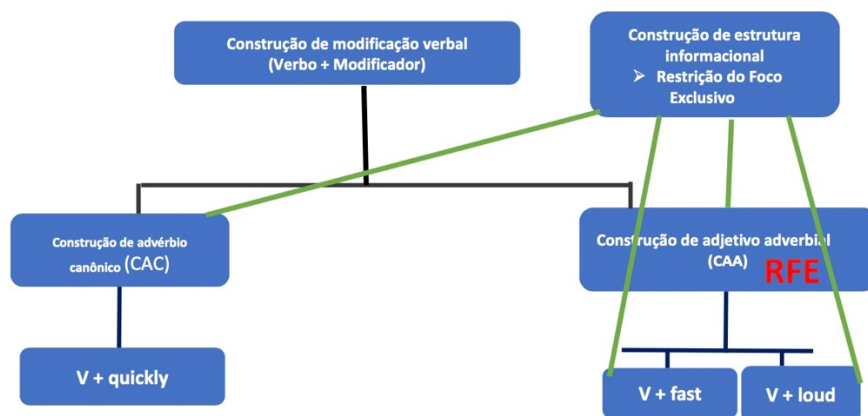 Construção de modificação verbal
(Verbo + Modificador)
Construção de estrutura
informacional
➢ Restrição do Foco
Exclusivo
Construção de advérbio
canônico (CAC)
Construção de adjetivo adverbial
(CAA)
RFE
V + quickly
V + fast
V + loud